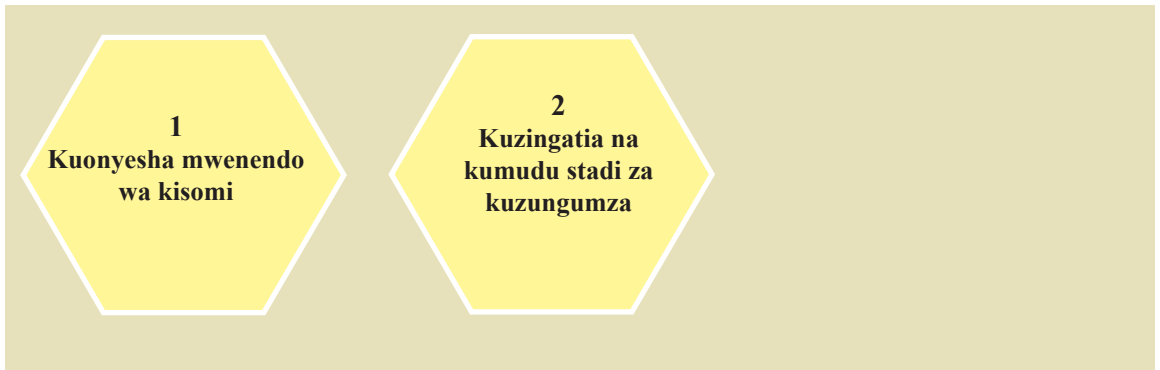 1
Kuonyesha mwenendo
wa kisomi
2
Kuzingatia na
kumudu stadi za
kuzungumza